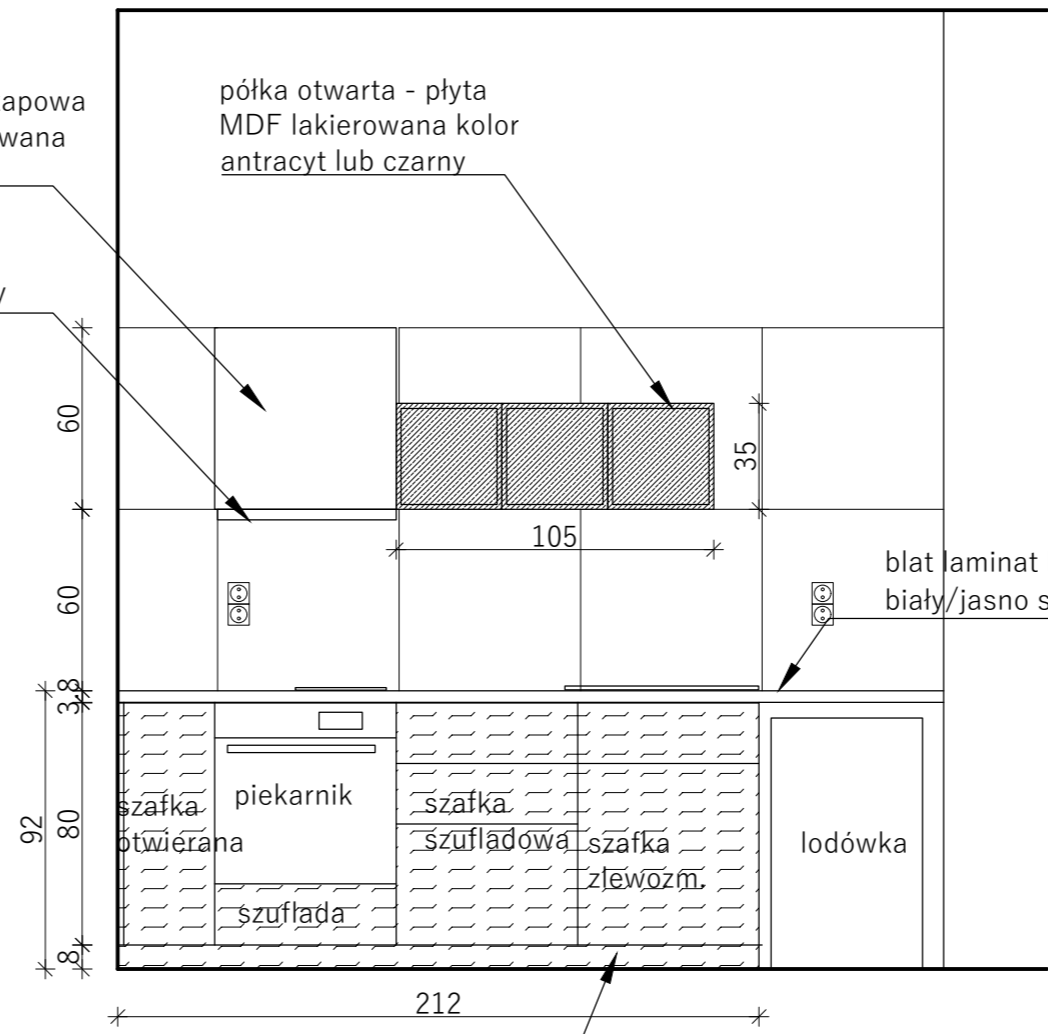 apowa
wana
półka otwarta - płyta
MDF lakierowana kolor
antracyt lub czarny
y
60
35
105
60
blat laminat
biały/jasno s
3,8
szafka
otwierana
piekarnik
szafka
szufladowa
szafka
zlewozm.
lodówka
92
80
szuflada
8
212